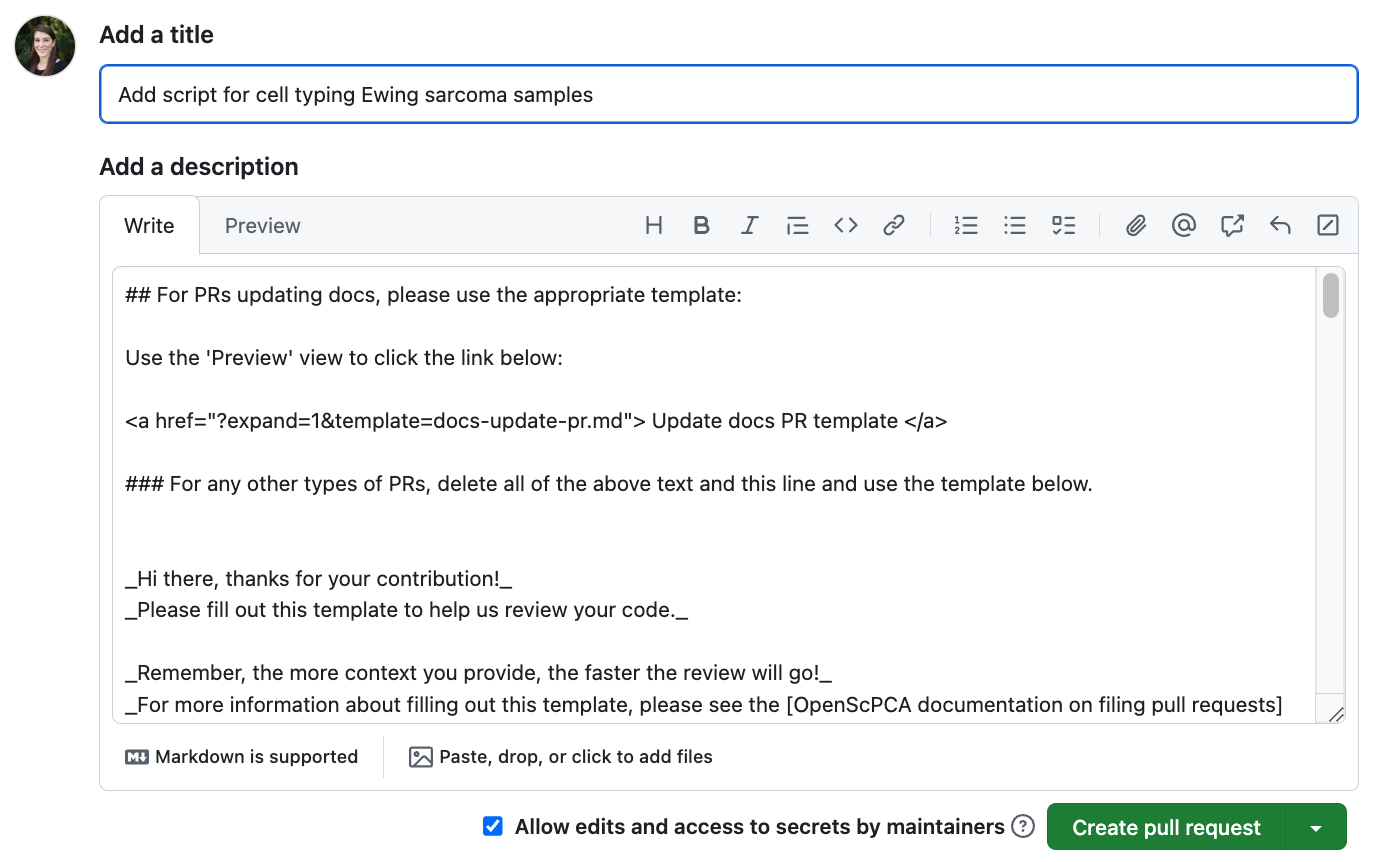 Add a title
Add script for cell typing Ewing sarcoma samples
Add a description
Write Preview
## For PRs updating docs, please use the appropriate template:
Use the 'Preview' view to click the link below:
<a href="?expand=1&template=docs-update-pr.md"> Update docs PR template </a>
### For any other types of PRs, delete all of the above text and this line and use the template below.
_Hi there, thanks for your contribution!_
_Please fill out this template to help us review your code._
_Remember, the more context you provide, the faster the review will go!_
_For more information about filling out this template, please see the [OpenScPCA documentation on filing pull requests]
Markdown is supported Paste, drop, or click to add files
Allow edits and access to secrets by maintainers Create pull request